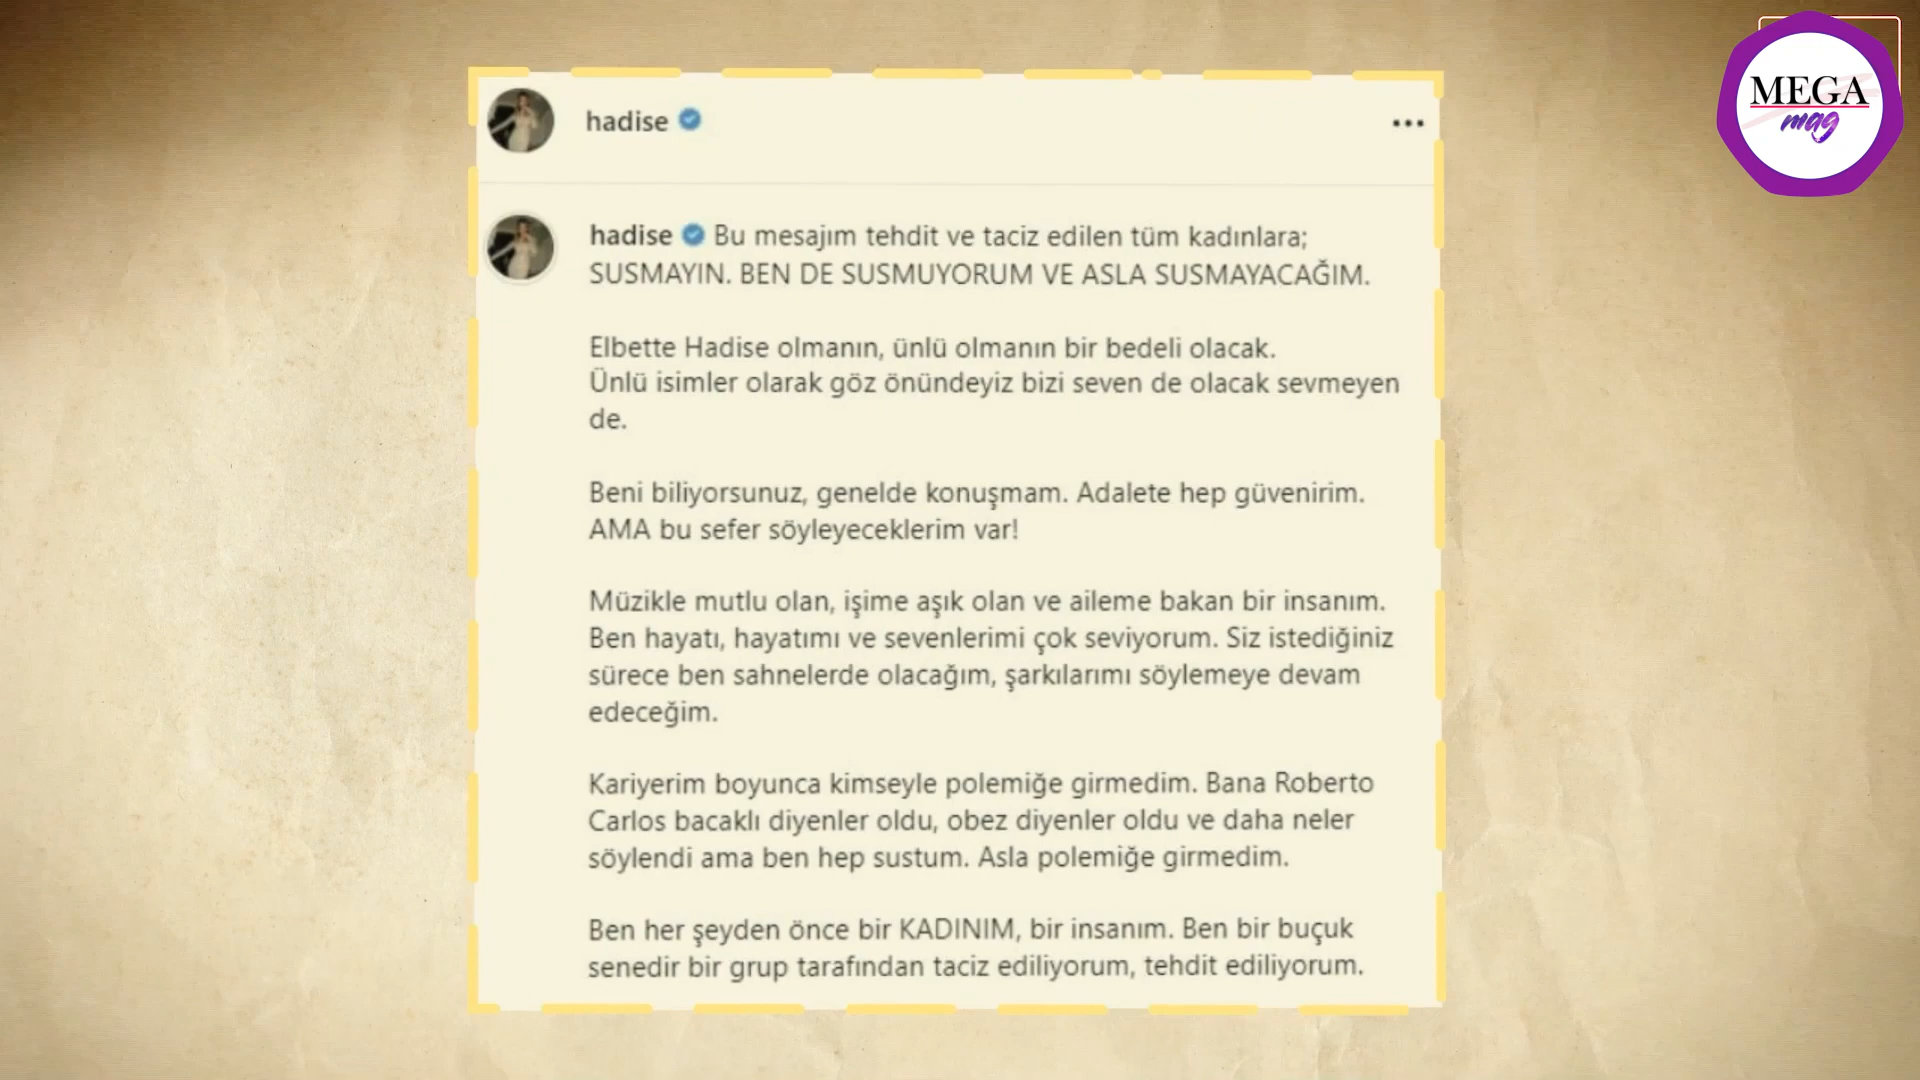 MEGA
mag
hadise
hadise Bu mesajım tehdit ve taciz edilen tüm kadınlara;
SUSMAYIN. BEN DE SUSMUYORUM VE ASLA SUSMAYACAĞIM.
Elbette Hadise olmanın, ünlü olmanın bir bedeli olacak.
Ünlü isimler olarak göz önündeyiz bizi seven de olacak sevmeyen
de.
Beni biliyorsunuz, genelde konuşmam. Adalete hep güvenirim.
AMA bu sefer söyleyeceklerim var!
Müzikle mutlu olan, işime aşık olan ve aileme bakan bir insanım.
Ben hayatı, hayatımı ve sevenlerimi çok seviyorum. Siz istediğiniz
sürece ben sahnelerde olacağım, şarkılarımı söylemeye devam
edeceğim.
Kariyerim boyunca kimseyle polemiğe girmedim. Bana Roberto
Carlos bacaklı diyenler oldu, obez diyenler oldu ve daha neler
söylendi ama ben hep sustum. Asla polemiğe girmedim.
Ben her şeyden önce bir KADINIM, bir insanım. Ben bir buçuk
senedir bir grup tarafından taciz ediliyorum, tehdit ediliyorum.